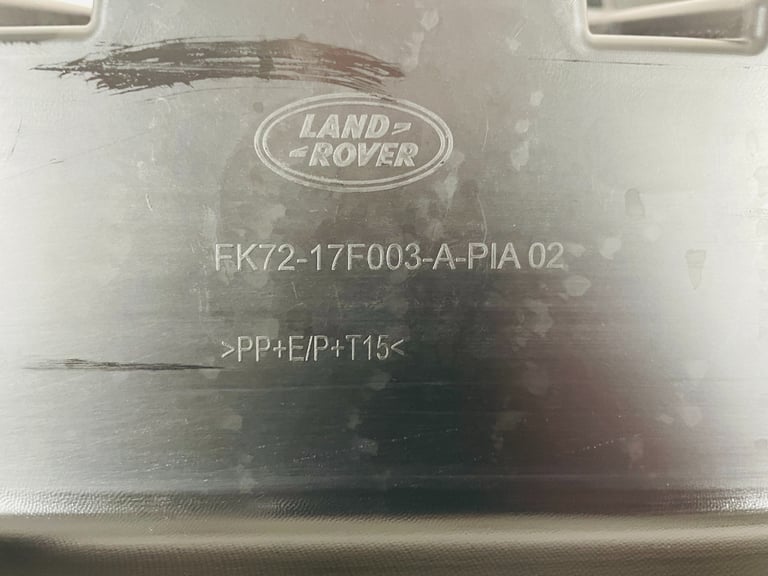 LAND>
<ROVER
FK72-17F003-A-PIA 02
>PP+E/P+T15<